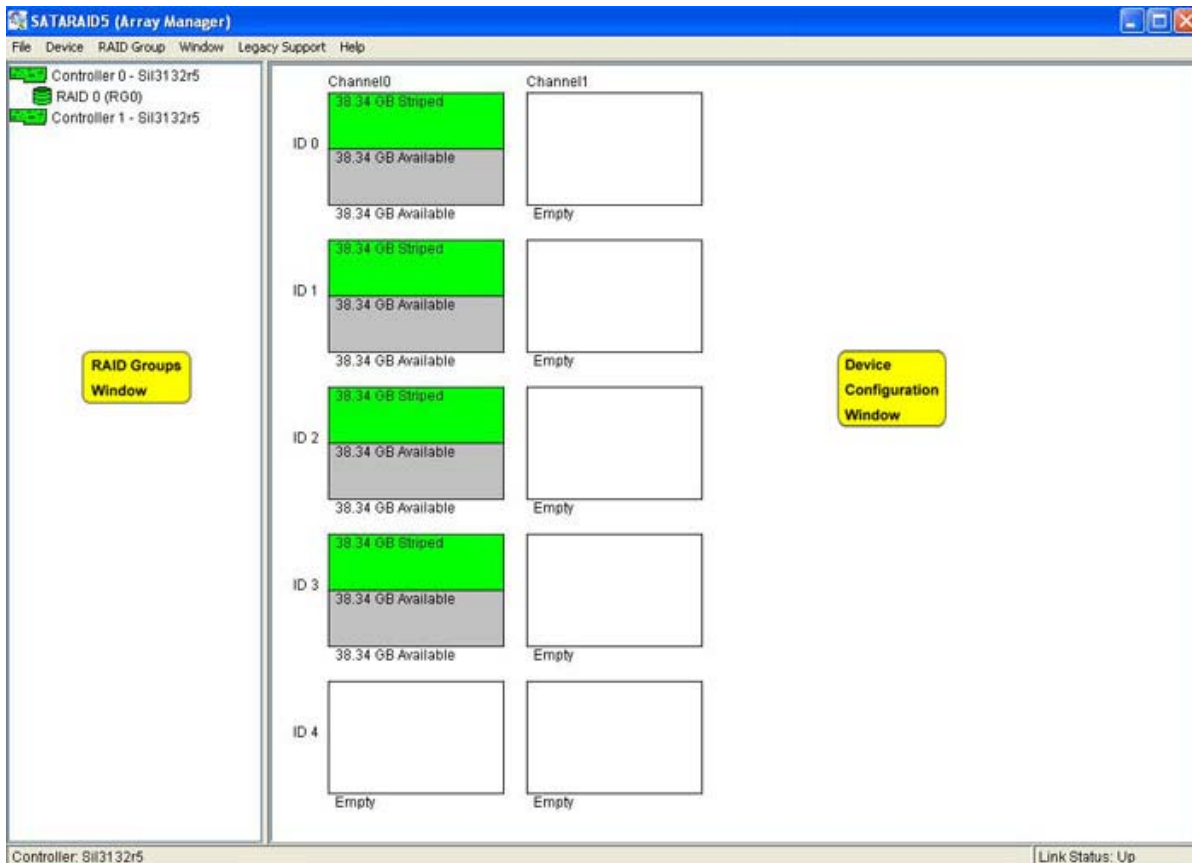 SATARAID5 (Array Manager)
File Device RAID Group Window Legacy Support Help
Controller 0 - SiI3132r5
RAID 0 (RG0)
Controller 1 - SiI3132r5
Channel0 Channel1
ID 0
38.34 GB Striped
38.34 GB Available
38.34 GB Available Empty
ID 1
38.34 GB Striped
38.34 GB Available
38.34 GB Available Empty
RAID Groups
Window
Device
Configuration
Window
ID 2
38.34 GB Striped
38.34 GB Available
38.34 GB Available Empty
ID 3
38.34 GB Striped
38.34 GB Available
38.34 GB Available Empty
ID 4
Empty Empty
Controller: SiI3132r5 Link Status: Up